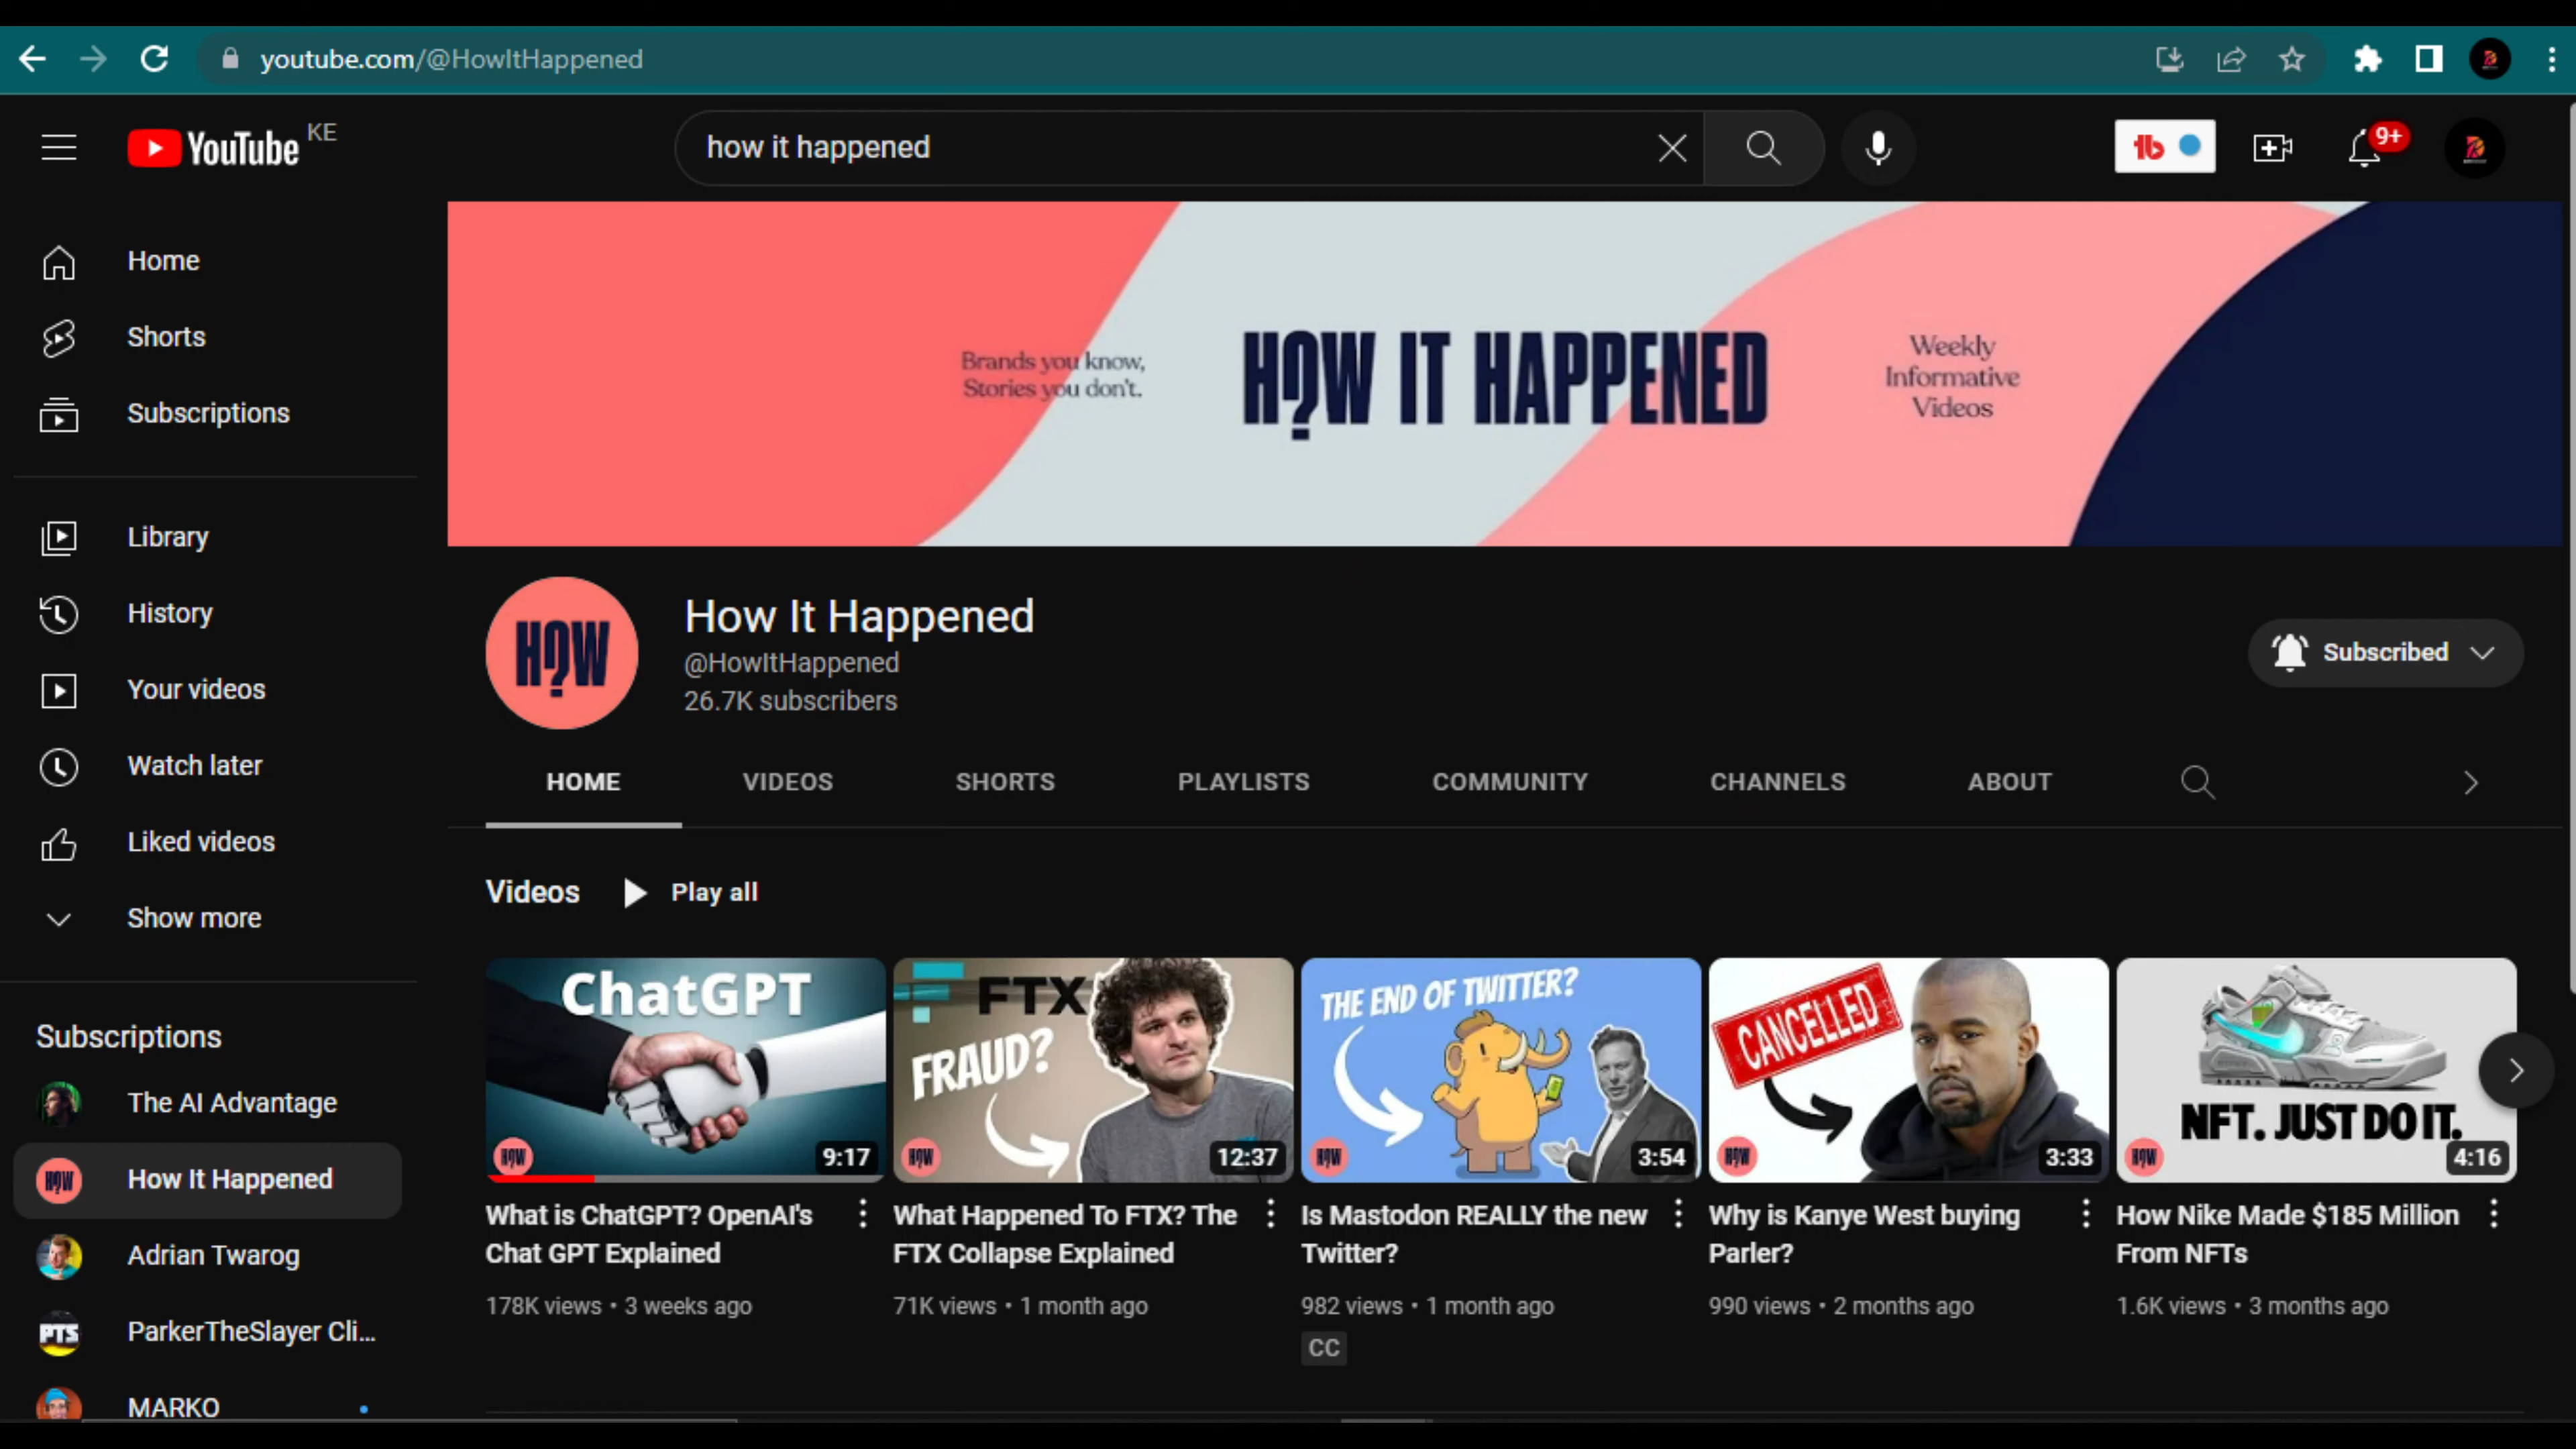 youtube.com/@HowItHappened
YouTube KE
how it happened
9+
Home
Shorts
Subscriptions
Library
History
Your videos
Watch later
Liked videos
Show more
Subscriptions
The AI Advantage
How It Happened
Adrian Twarog
PTS
ParkerTheSlayer Cli...
MARKO
Brands you know,
Stories you don't.
HOW IT HAPPENED
Weekly
Informative
Videos
HOW
How It Happened
@HowItHappened
26.7K subscribers
Subscribed
HOME VIDEOS SHORTS PLAYLISTS COMMUNITY CHANNELS ABOUT
Videos Play all
ChatGPT
HOW
9:17
What is ChatGPT? OpenAI's
Chat GPT Explained
178K views • 3 weeks ago
FTX
FRAUD?
HOW
12:37
What Happened To FTX? The
FTX Collapse Explained
71K views • 1 month ago
THE END OF TWITTER?
HOW
3:54
Is Mastodon REALLY the new
Twitter?
982 views • 1 month ago
CC
CANCELLED
HOW
3:33
Why is Kanye West buying
Parler?
990 views • 2 months ago
NFT. JUST DO IT.
HOW
4:16
How Nike Made $185 Million
From NFTs
1.6K views • 3 months ago